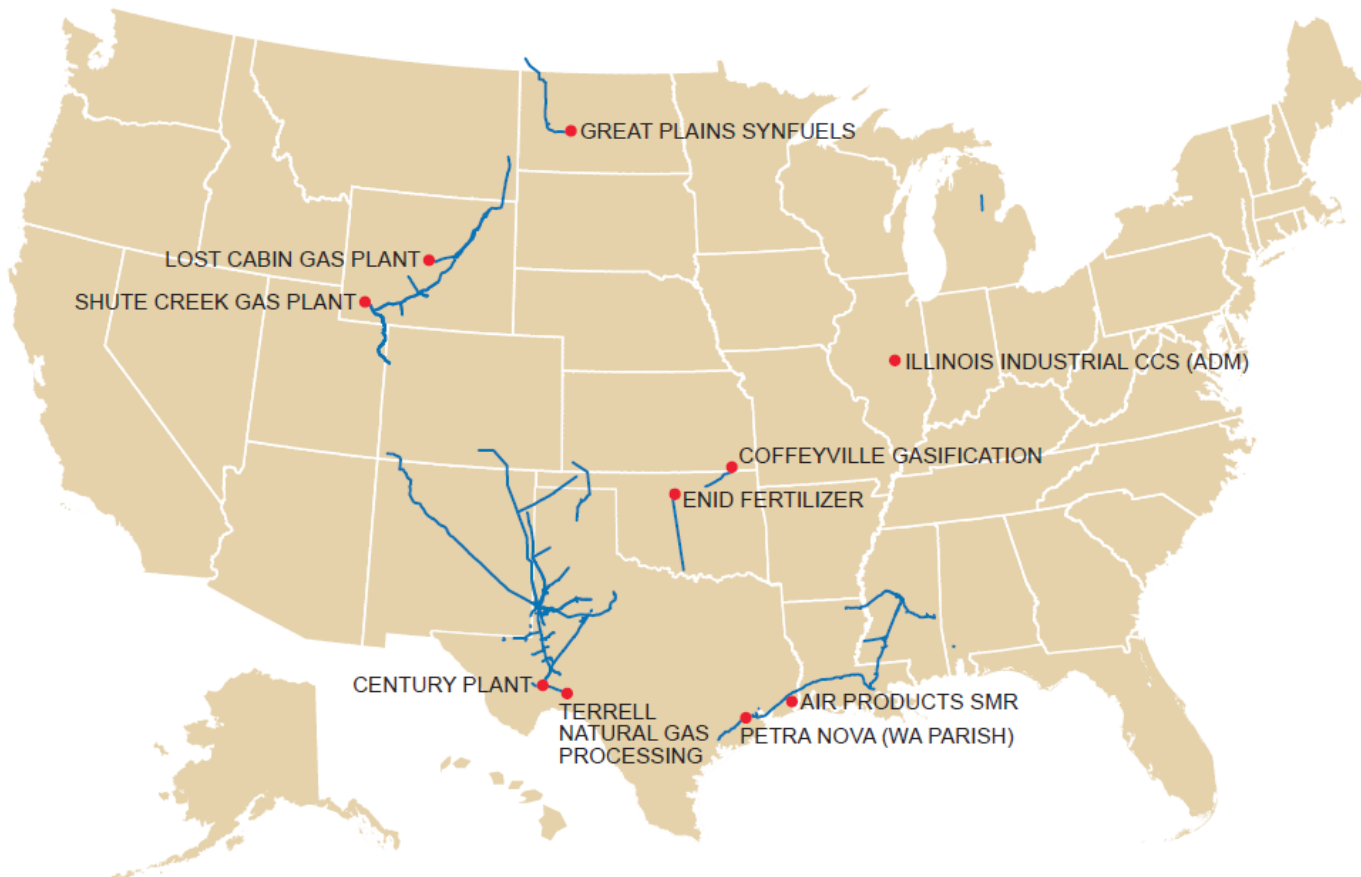 GREAT PLAINS SYNFUELS
LOST CABIN GAS PLANT
SHUTE CREEK GAS PLANT
ILLINOIS INDUSTRIAL CCS (ADM)
COFFEYVILLE GASIFICATION
ENID FERTILIZER
CENTURY PLANT
TERRELL
NATURAL GAS
PROCESSING
AIR PRODUCTS SMR
PETRA NOVA (WA PARISH)